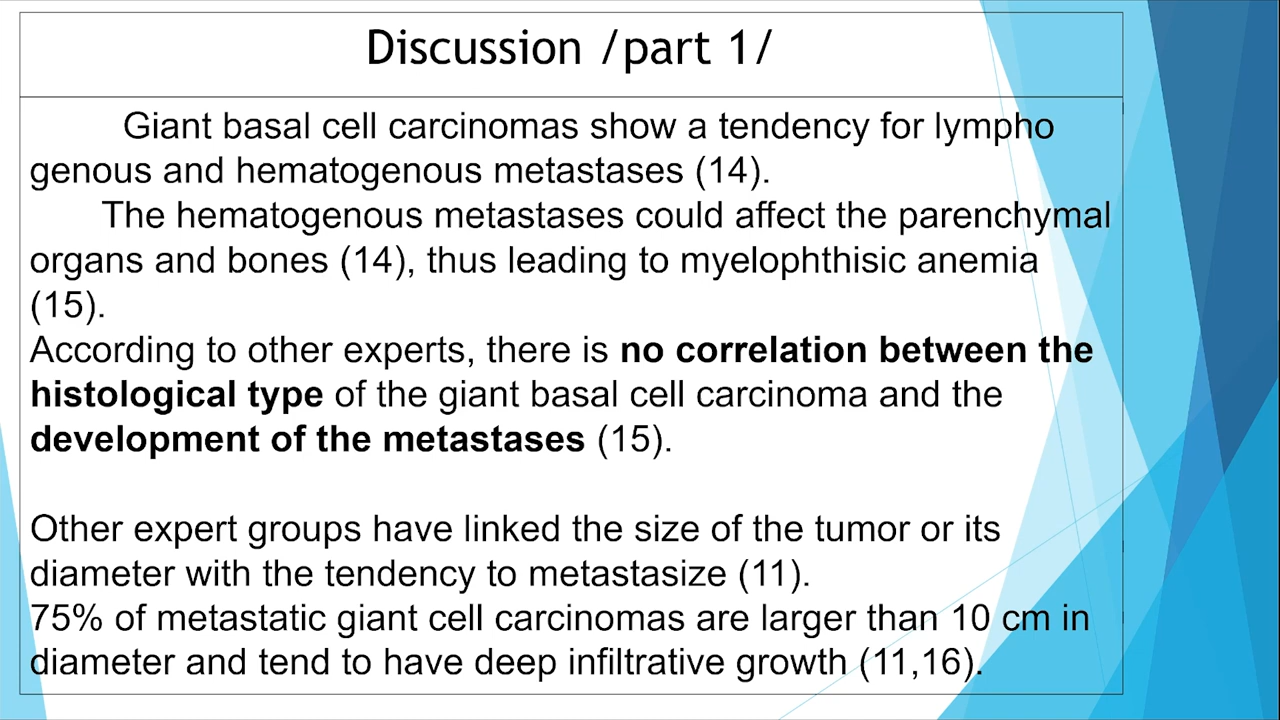 Discussion /part 1/
Giant basal cell carcinomas show a tendency for lympho
genous and hematogenous metastases (14).
The hematogenous metastases could affect the parenchymal
organs and bones (14), thus leading to myelophthisic anemia
(15).
According to other experts, there is no correlation between the
histological type of the giant basal cell carcinoma and the
development of the metastases (15).
Other expert groups have linked the size of the tumor or its
diameter with the tendency to metastasize (11).
75% of metastatic giant cell carcinomas are larger than 10 cm in
diameter and tend to have deep infiltrative growth (11,16).